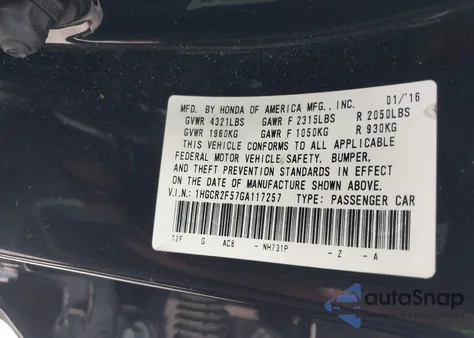 MFD. BY HONDA OF AMERICA MFG., INC. 01/'16
GVWR 4321LBS GAWR F 2315LBS R 2050LBS
GVWR 1960KG GAWR F 1050KG R 930KG
THIS VEHICLE CONFORMS TO ALL APPLICABLE
FEDERAL MOTOR VEHICLE SAFETY, BUMPER,
AND THEFT PREVENTION STANDARDS IN EFFECT
ON THE DATE OF MANUFACTURE SHOWN ABOVE.
V.I.N.: 1HGCR2F57GA117257 TYPE: PASSENGER CAR
T2F G AC8 - NH731P - Z - A
autoSnap